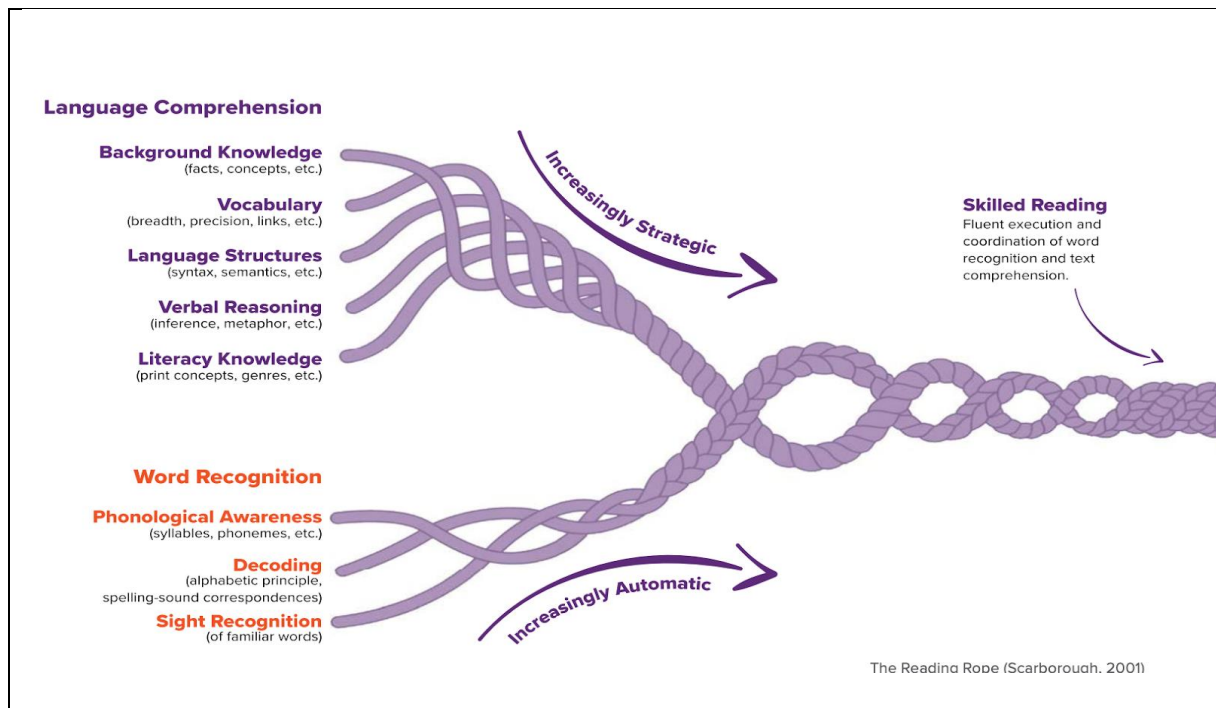 Language Comprehension
Background Knowledge
(facts, concepts, etc.)
Vocabulary
(breadth, precision, links, etc.)
Language Structures
(syntax, semantics, etc.)
Verbal Reasoning
(inference, metaphor, etc.)
Literacy Knowledge
(print concepts, genres, etc.)
Increasingly Strategic
Skilled Reading
Fluent execution and
coordination of word
recognition and text
comprehension.
Word Recognition
Phonological Awareness
(syllables, phonemes, etc.)
Decoding
(alphabetic principle,
spelling-sound correspondences)
Sight Recognition
(of familiar words)
Increasingly Automatic
The Reading Rope (Scarborough, 2001)